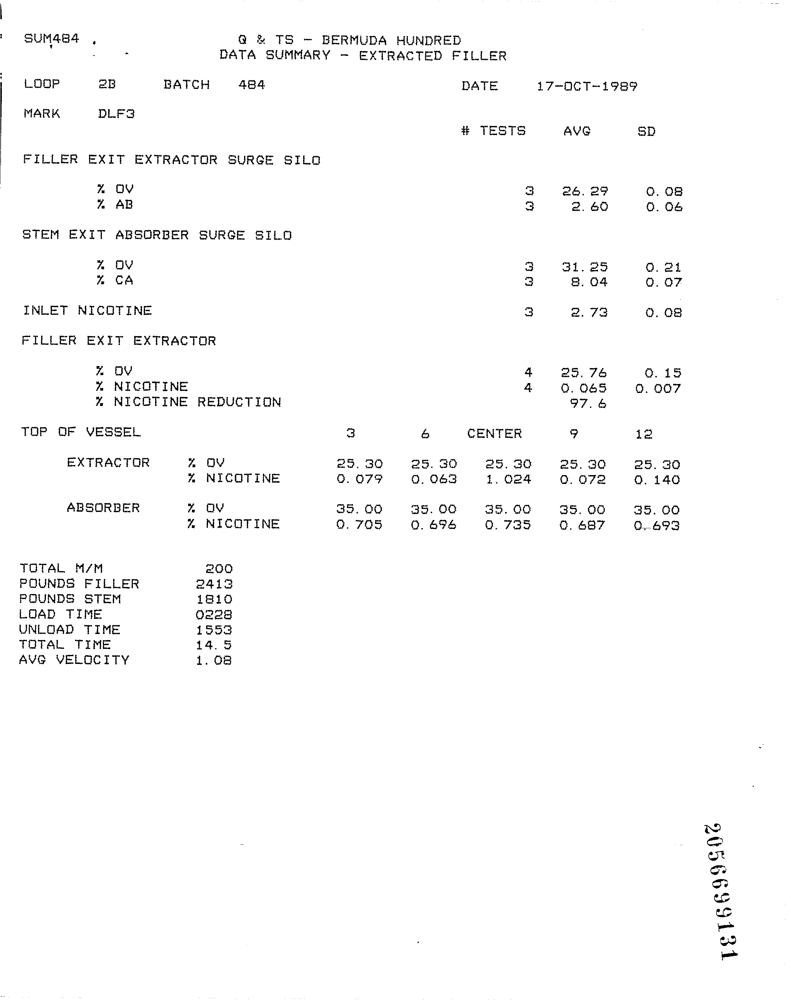 SUM484 .
Q & TS - BERMUDA HUNDRED
DATA SUMMARY - EXTRACTED FILLER
LOOP 2B BATCH 484 DATE 17-OCT-1989
MARK DLF3
# TESTS AVG SD
FILLER EXIT EXTRACTOR SURGE SILO
% OV 3 26.29 0.08
% AB 3 2.60 0.06
STEM EXIT ABSORBER SURGE SILO
% OV 3 31.25 0.21
% CA 3 8.04 0.07
INLET NICOTINE 3 2.73 0.08
FILLER EXIT EXTRACTOR
% OV 4 25.76 0.15
% NICOTINE 4 0.065 0.007
% NICOTINE REDUCTION 97.6
TOP OF VESSEL 3 6 CENTER 9 12
EXTRACTOR % OV 25.30 25.30 25.30 25.30 25.30
% NICOTINE 0.079 0.063 1.024 0.072 0.140
ABSORBER % OV 35.00 35.00 35.00 35.00 35.00
% NICOTINE 0.705 0.696 0.735 0.687 0.693
TOTAL M/M 200
POUNDS FILLER 2413
POUNDS STEM 1810
LOAD TIME 0228
UNLOAD TIME 1553
TOTAL TIME 14.5
AVG VELOCITY 1.08
2056699131